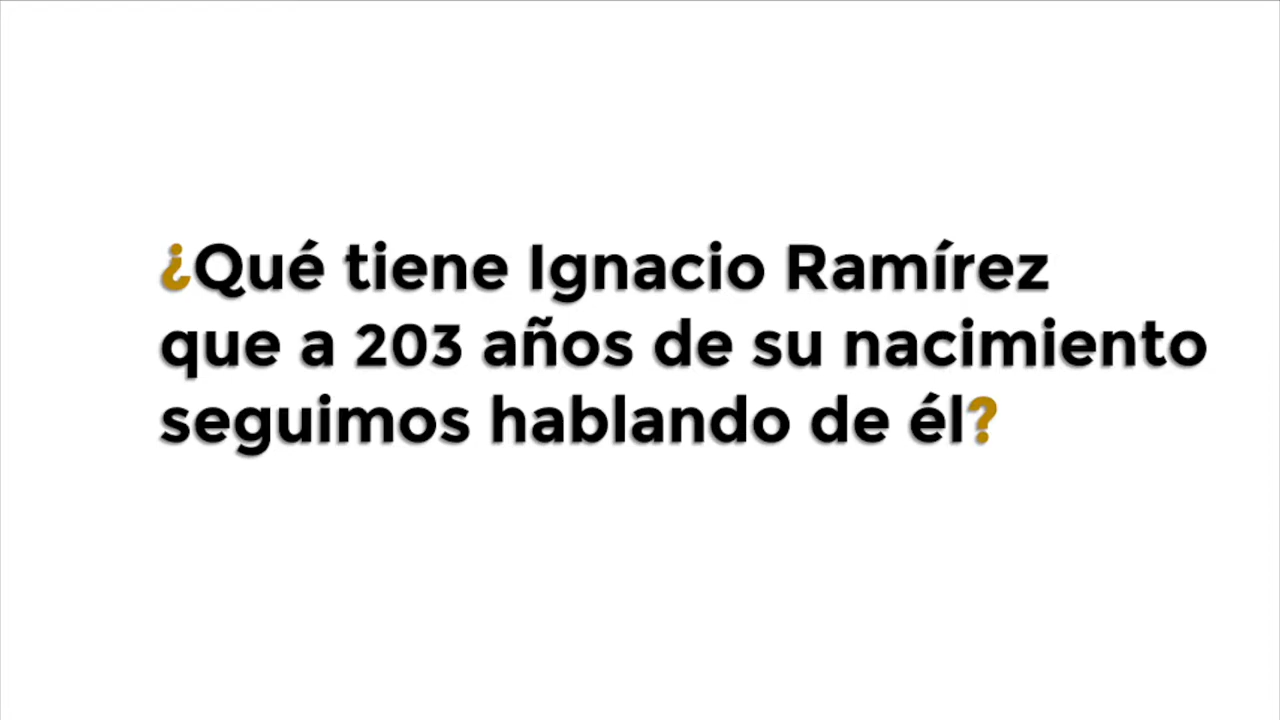 ¿Qué tiene Ignacio Ramírez
que a 203 años de su nacimiento
seguimos hablando de él?